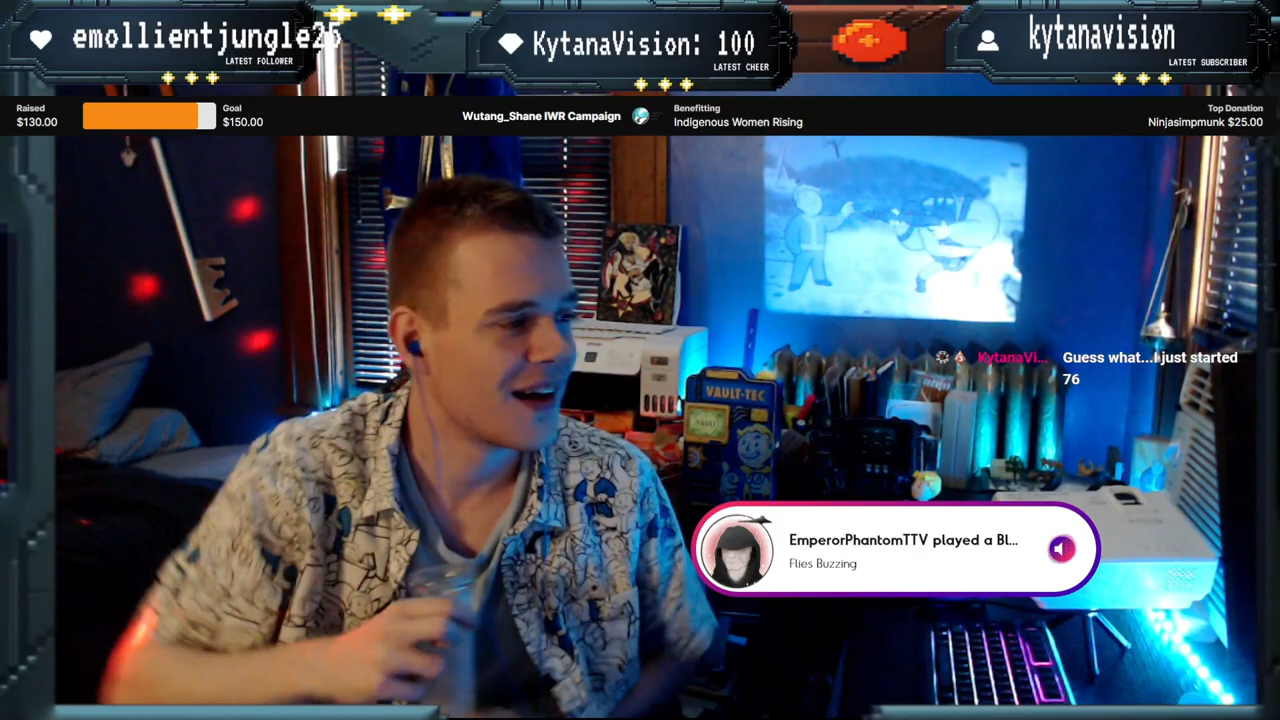 emollientjungle25
LATEST FOLLOWER
KytanaVision: 100
LATEST CHEER
kytanavision
LATEST SUBSCRIBER
Raised
$130.00
Goal
$150.00
Wutang_Shane IWR Campaign
Benefitting
Indigenous Women Rising
Top Donation
Ninjasimpmunk $25.00
KytanaVi... Guess what...I just started
76
VAULT-TEC
EmperorPhantomTTV played a Bl...
Flies Buzzing